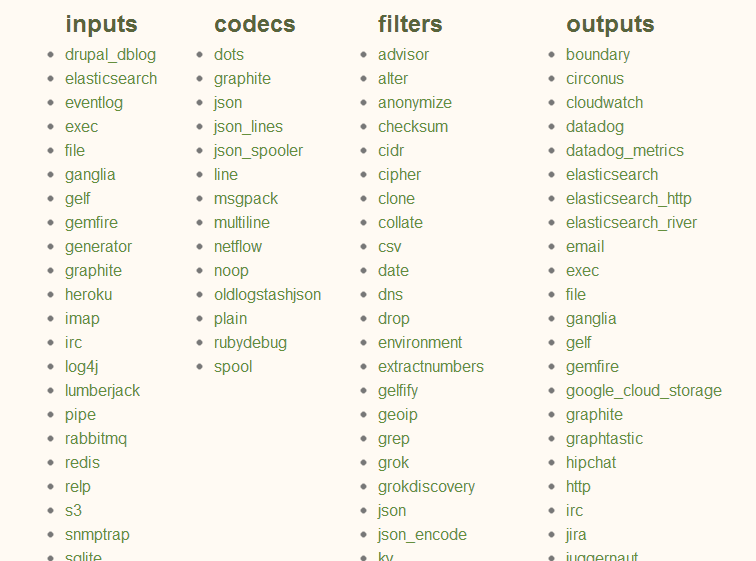 inputs
drupal_dblog
elasticsearch
eventlog
exec
file
ganglia
gelf
gemfire
generator
graphite
heroku
imap
irc
log4j
lumberjack
pipe
rabbitmq
redis
relp
s3
snmptrap
sqlite
codecs
dots
graphite
json
json_lines
json_spooler
line
msgpack
multiline
netflow
noop
oldlogstashjson
plain
rubydebug
spool
filters
advisor
alter
anonymize
checksum
cidr
cipher
clone
collate
csv
date
dns
drop
environment
extractnumbers
gelfify
geoip
grep
grok
grokdiscovery
json
json_encode
kv
outputs
boundary
circonus
cloudwatch
datadog
datadog_metrics
elasticsearch
elasticsearch_http
elasticsearch_river
email
exec
file
ganglia
gelf
gemfire
google_cloud_storage
graphite
graphtastic
hipchat
http
irc
jira
juggernaut